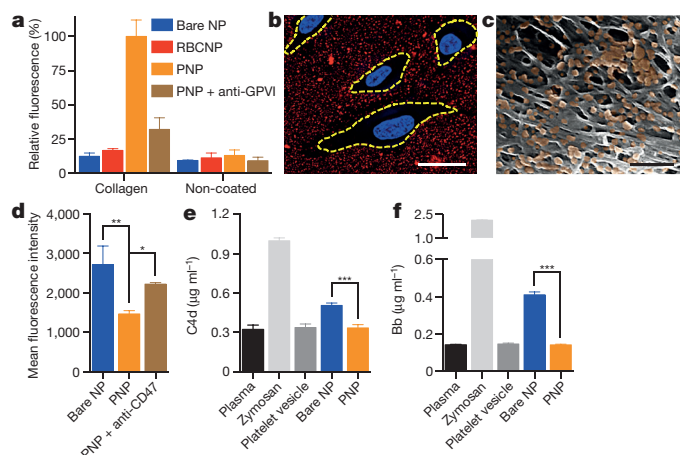 a
Relative fluorescence (%)
100
75
50
25
0
Collagen
Non-coated
Bare NP
RBCNP
PNP
PNP + anti-GPVI
b
c
d
Mean fluorescence intensity
4,000
3,000
2,000
1,000
0
**
*
Bare NP
PNP
PNP + anti-CD47
e
C4d (µg ml⁻¹)
1.2
0.9
0.6
0.3
0
***
Plasma
Zymosan
Platelet vesicle
Bare NP
PNP
f
Bb (µg ml⁻¹)
2.5
1.0
0.6
0.4
0.2
0
***
Plasma
Zymosan
Platelet vesicle
Bare NP
PNP